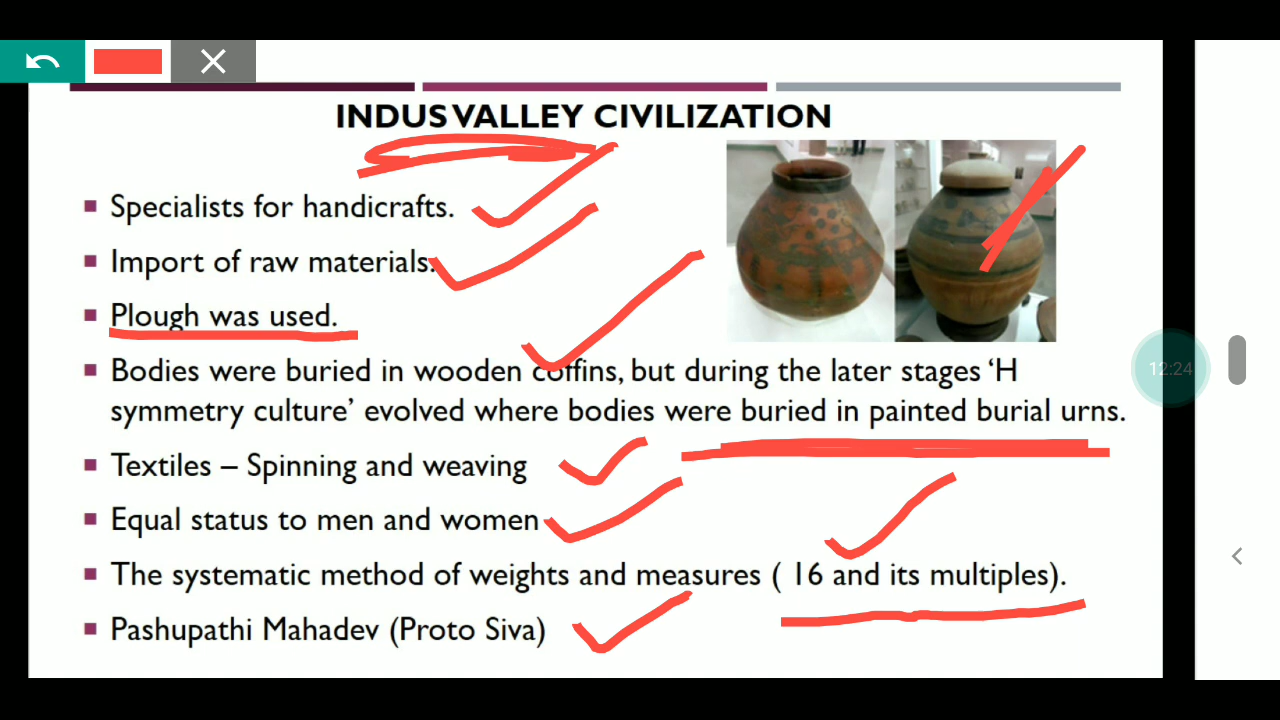 INDUS VALLEY CIVILIZATION
Specialists for handicrafts.
Import of raw materials.
Plough was used.
Bodies were buried in wooden coffins, but during the later stages ‘H
symmetry culture’ evolved where bodies were buried in painted burial urns.
Textiles – Spinning and weaving
Equal status to men and women
The systematic method of weights and measures ( 16 and its multiples).
Pashupathi Mahadev (Proto Siva)
12:24